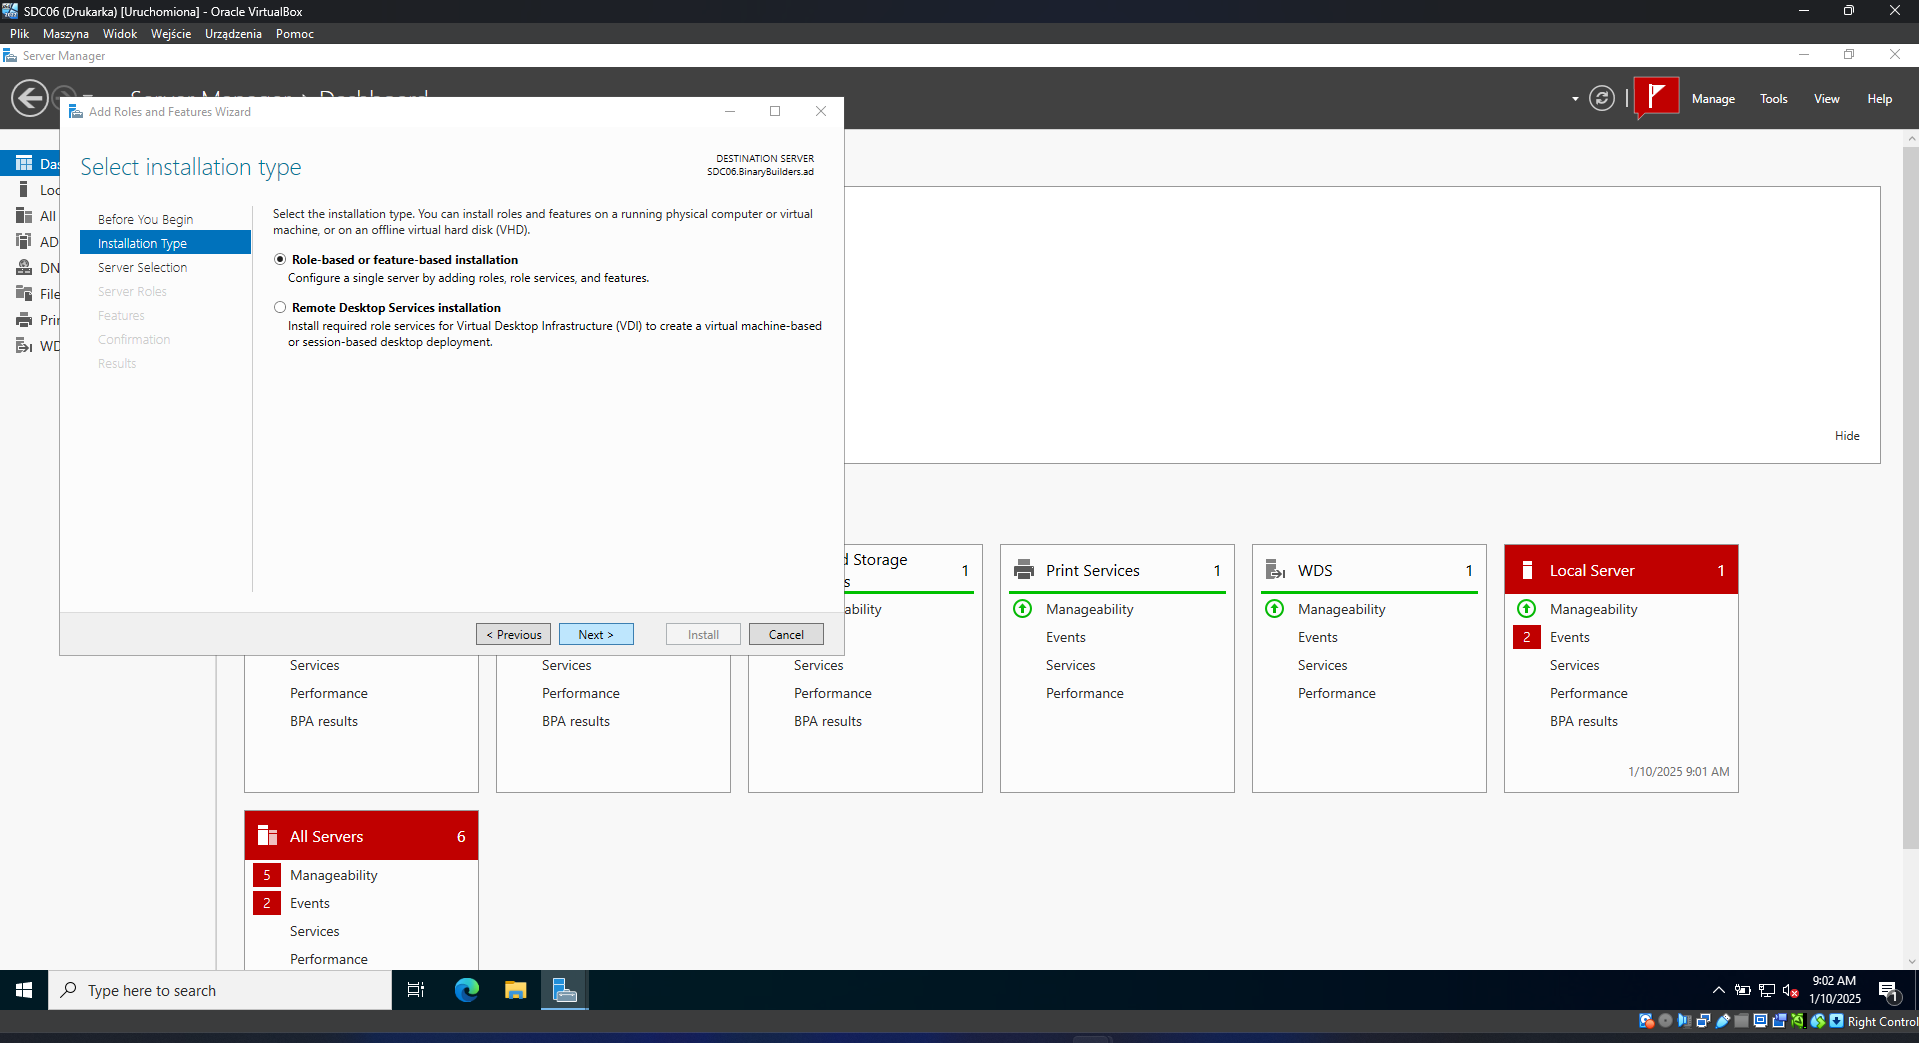 SDC06 (Drukarka) [Uruchomiona] - Oracle VirtualBox
Plik Maszyna Widok Wejście Urządzenia Pomoc
Server Manager
Manage Tools View Help
Add Roles and Features Wizard
Select installation type
DESTINATION SERVER
SDC06.BinaryBuilders.ad
Before You Begin
Installation Type
Server Selection
Server Roles
Features
Confirmation
Results
Select the installation type. You can install roles and features on a running physical computer or virtual
machine, or on an offline virtual hard disk (VHD).
Role-based or feature-based installation
Configure a single server by adding roles, role services, and features.
Remote Desktop Services installation
Install required role services for Virtual Desktop Infrastructure (VDI) to create a virtual machine-based
or session-based desktop deployment.
< Previous Next > Install Cancel
All
AD
DN
File
WD
Hide
Services
Performance
BPA results
Services
Performance
BPA results
d Storage 1
s
ability
Services
Performance
BPA results
Print Services 1
Manageability
Events
Services
Performance
WDS 1
Manageability
Events
Services
Performance
Local Server 1
Manageability
2 Events
Services
Performance
BPA results
1/10/2025 9:01 AM
All Servers 6
5 Manageability
2 Events
Services
Performance
Type here to search
9:02 AM
1/10/2025
1
Right Control